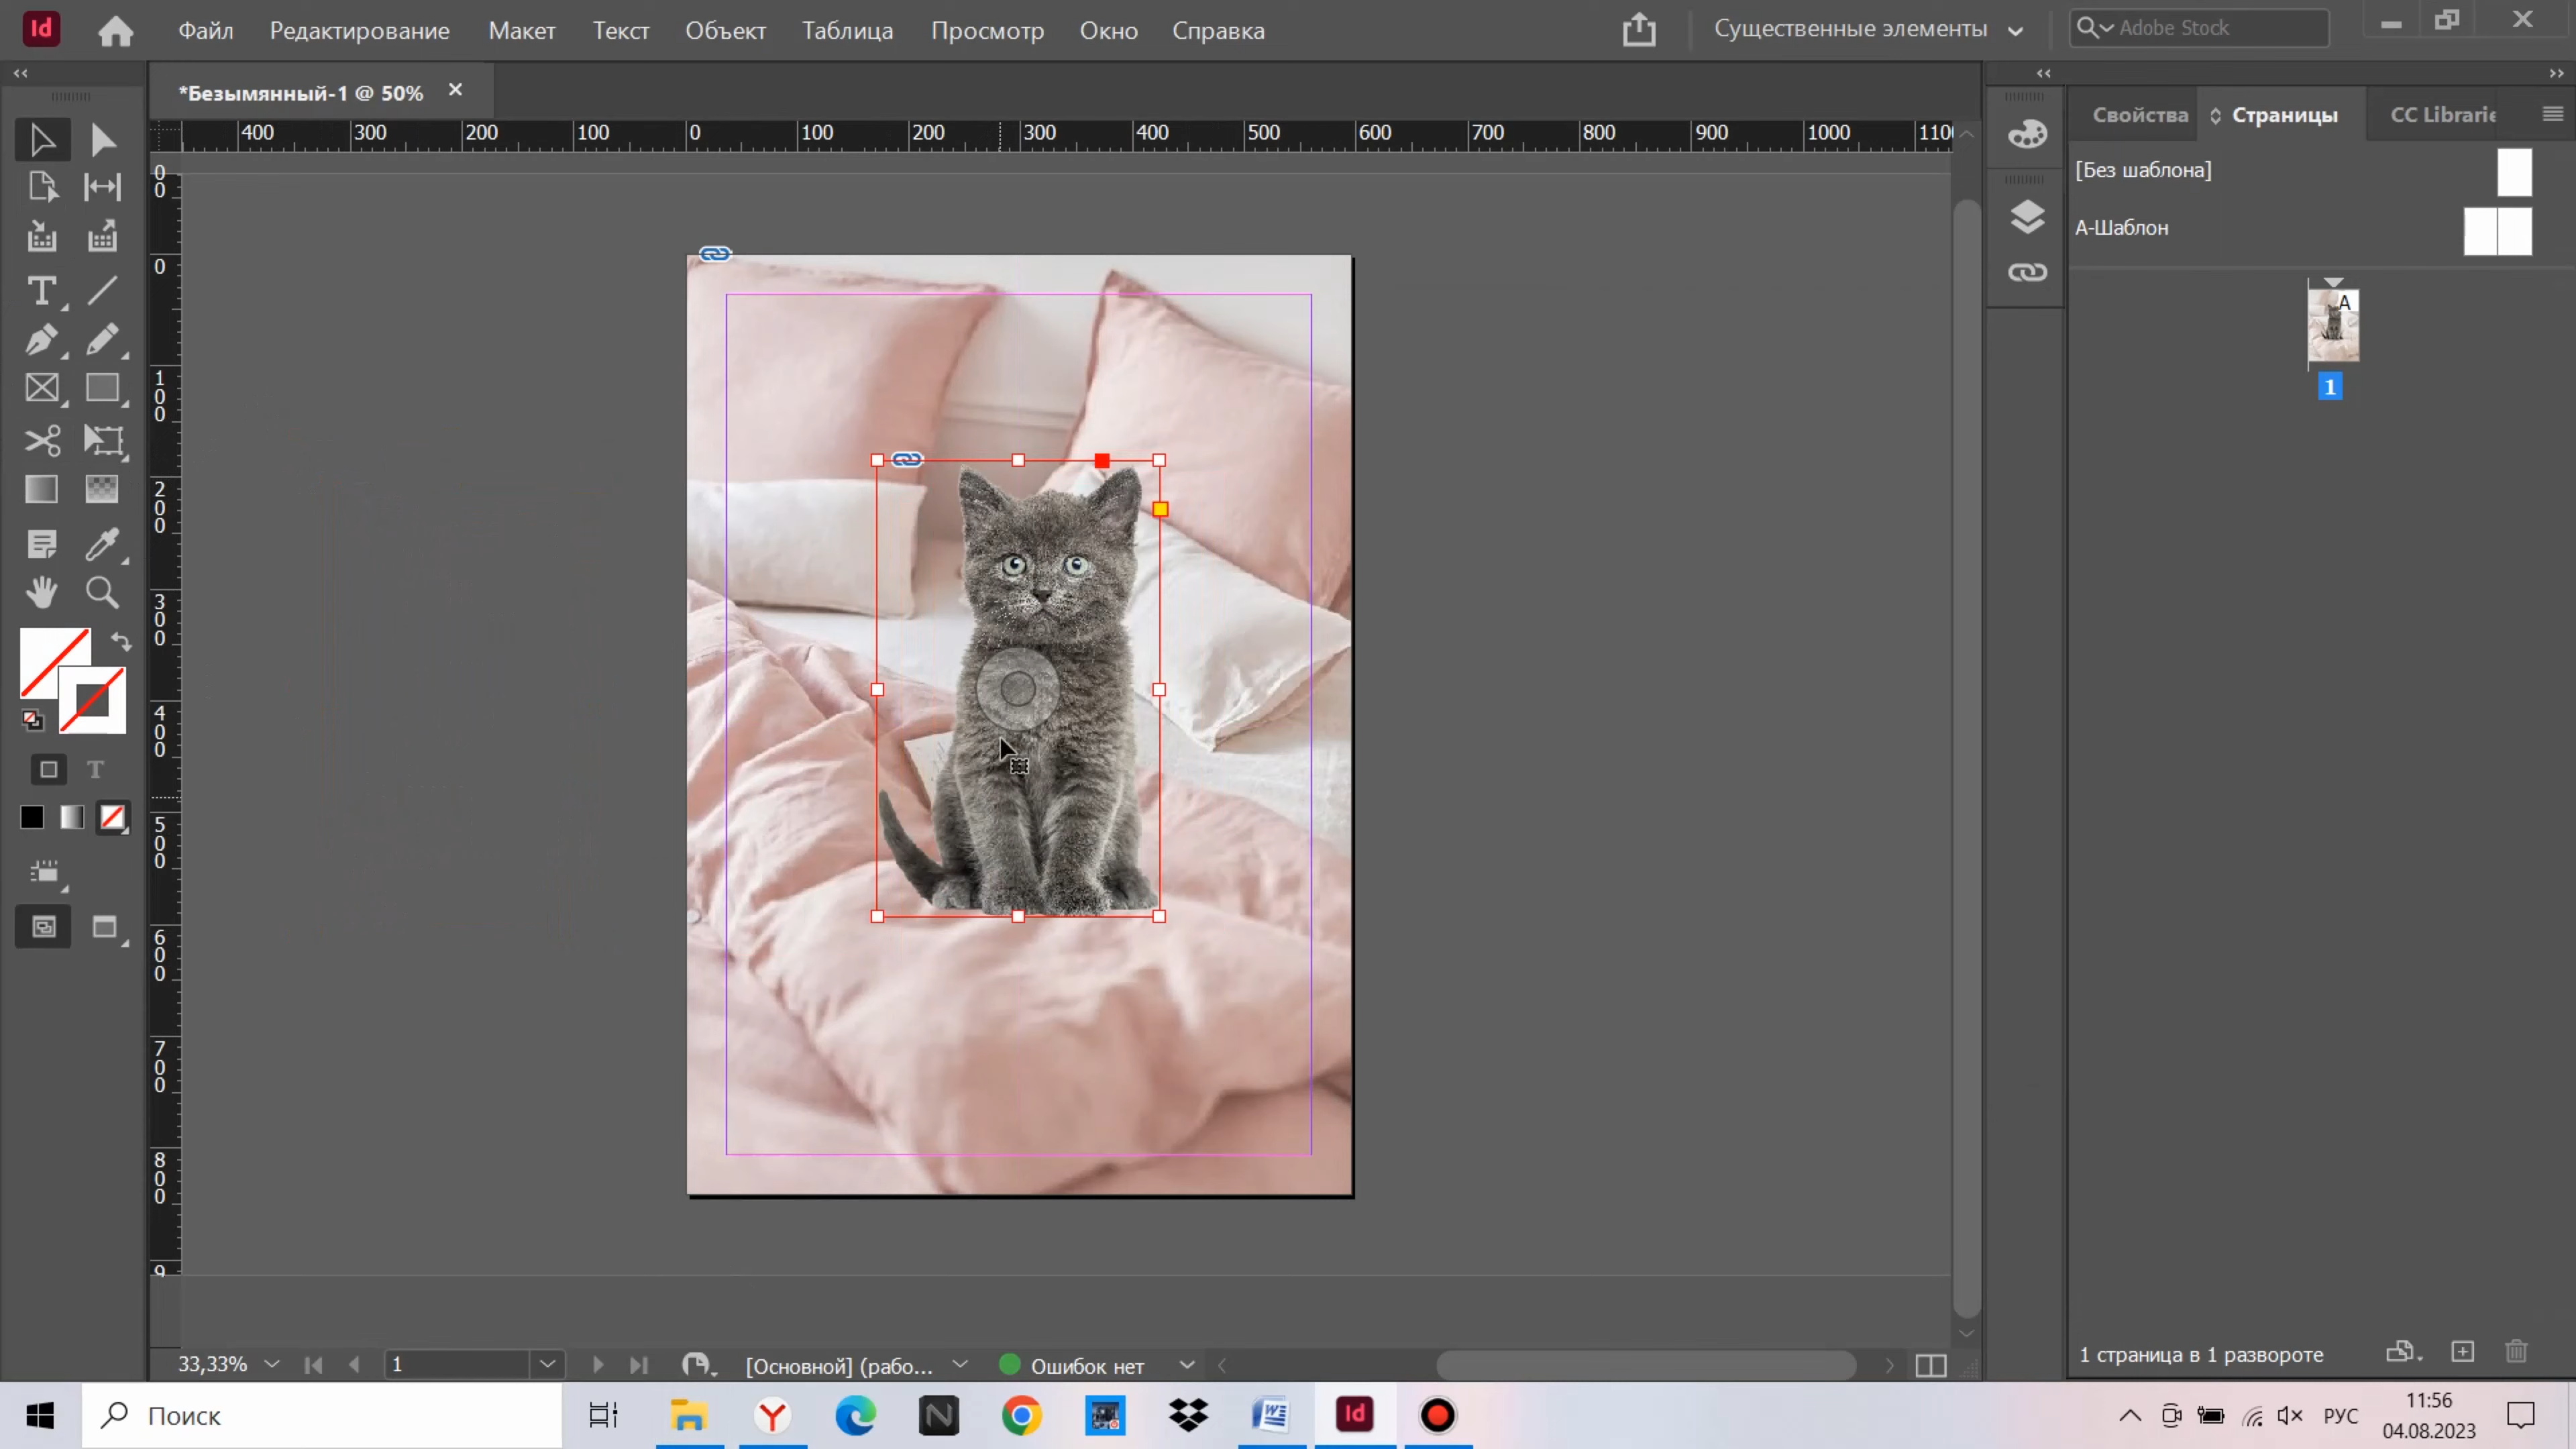 Id Файл Редактирование Макет Текст Объект Таблица Просмотр Окно Справка Существенные элементы Adobe Stock
*Безымянный-1 @ 50%
Свойства Страницы CC Librarie
400 300 200 100 0 100 200 300 400 500 600 700 800 900 1000 1100
[Без шаблона]
А-Шаблон
A
1
0
0
0
100
200
300
400
500
600
700
800
9
T
T
33,33% 1 [Основной] (рабо... Ошибок нет
1 страница в 1 развороте
Поиск
Id
РУС
11:56
04.08.2023